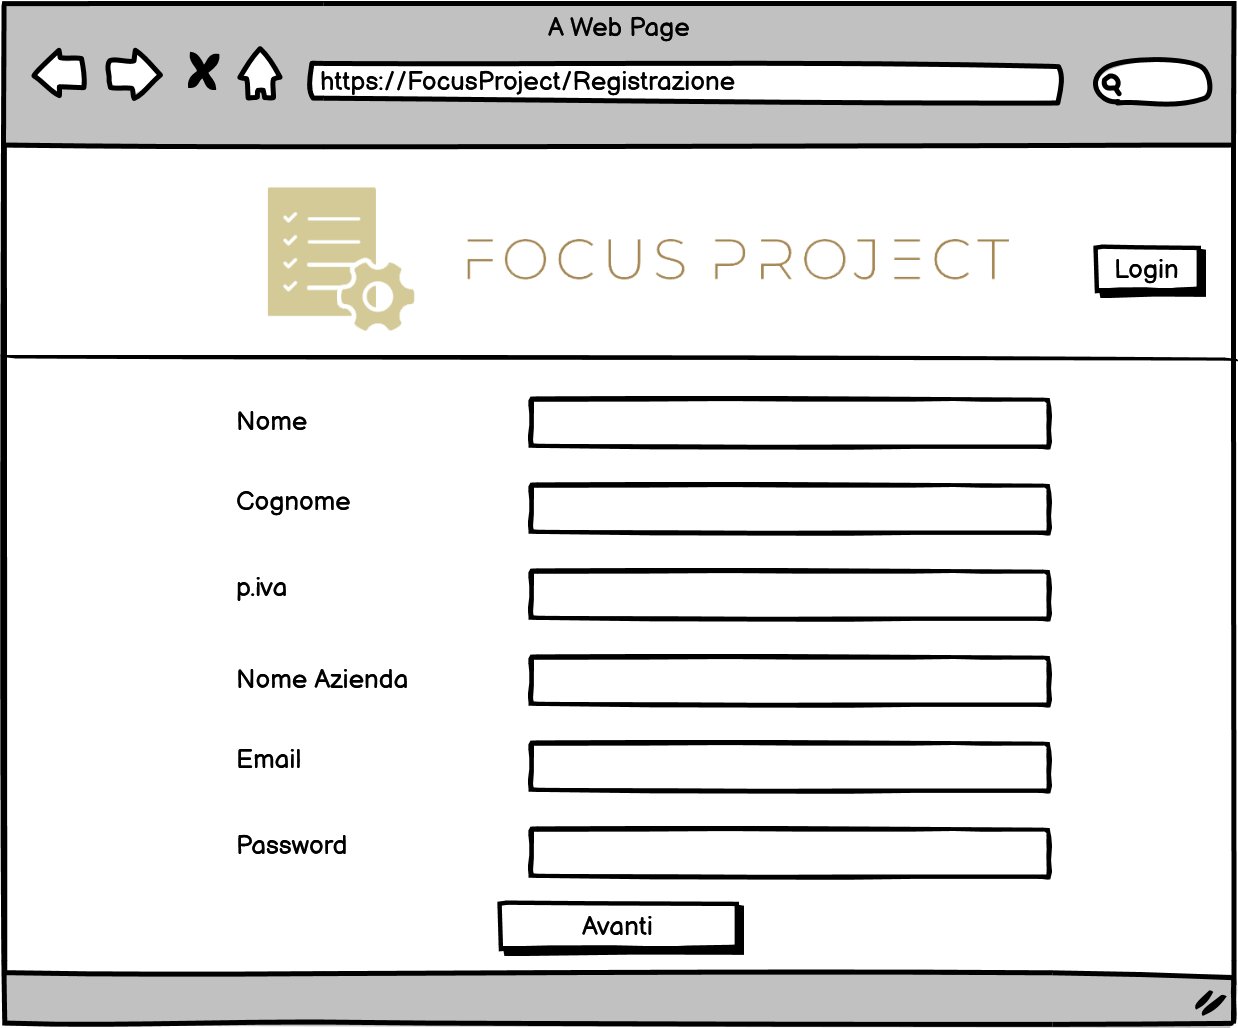 A Web Page
https://FocusProject/Registrazione
FOCUS PROJECT
Login
Nome
Cognome
p.iva
Nome Azienda
Email
Password
Avanti